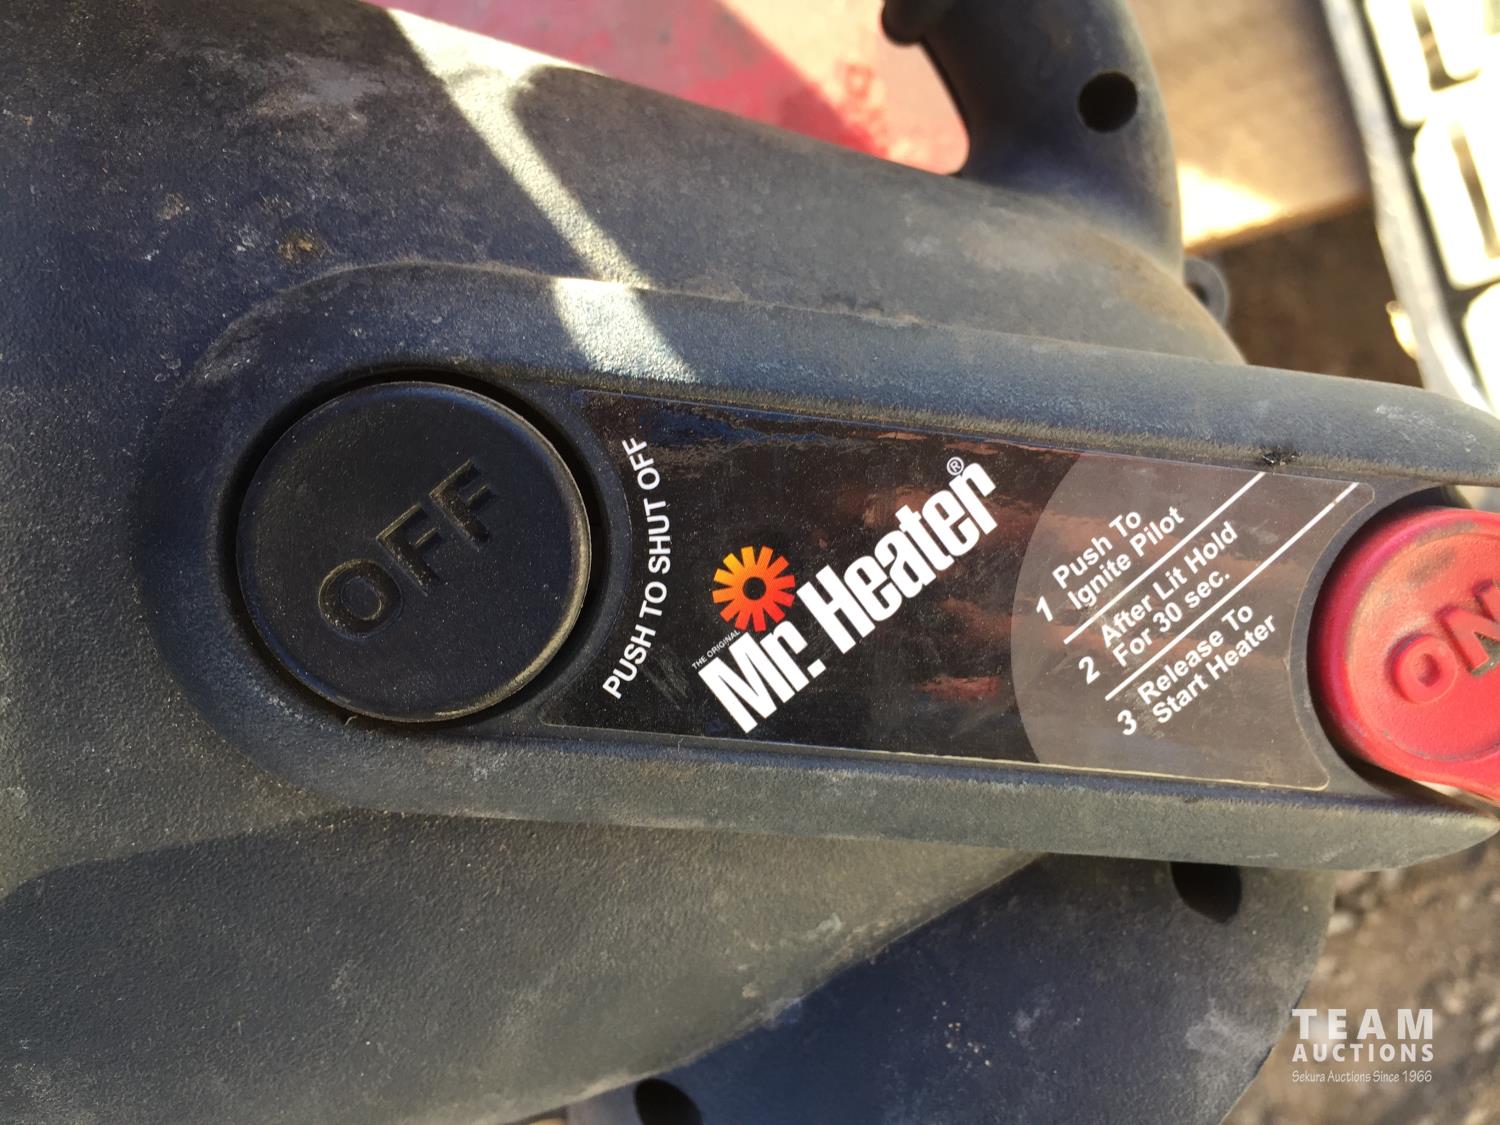 OFF
PUSH TO SHUT OFF
THE ORIGINAL
Mr. Heater®
1 Push To
Ignite Pilot
2 After Lit Hold
For 30 sec.
3 Release To
Start Heater
ON
TEAM
AUCTIONS
Sekura Auctions Since 1966